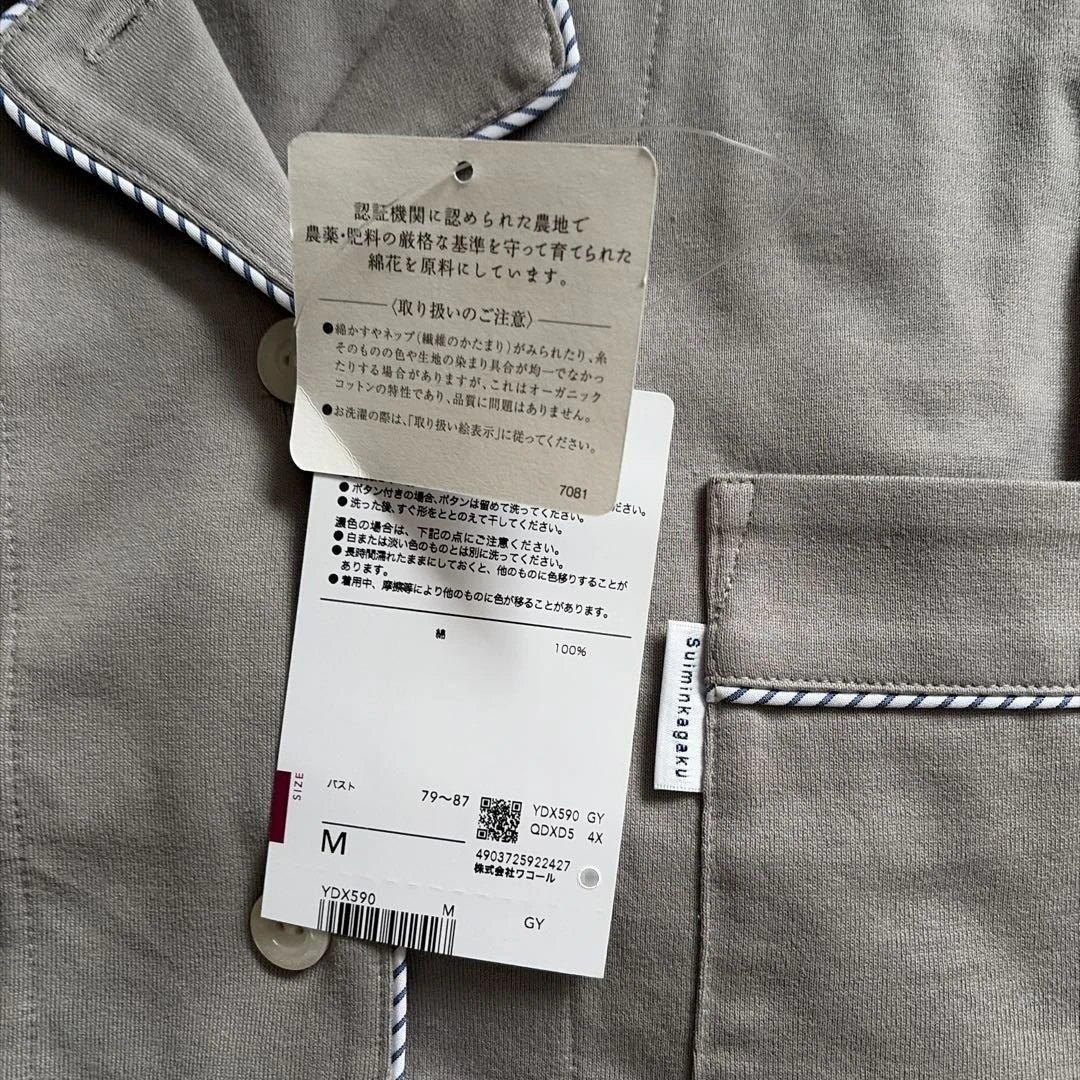 認証機関に認められた農地で
農薬・肥料の厳格な基準を守って育てられた
綿花を原料にしています。
〈取り扱いのご注意〉
●綿かすやネップ(繊維のかたまり)がみられたり、糸
そのものの色や生地の染まり具合が均一でなかっ
たりする場合がありますが、これはオーガニック
コットンの特性であり、品質に問題はありません。
●お洗濯の際は、「取り扱い絵表示」に従ってください。
7081
ださい。
●ボタン付きの場合、ボタンは留めて洗ってください。
●洗った後、すぐ形をととのえて干してください。
濃色の場合は、下記の点にご注意ください。
●白または淡い色のものとは別に洗ってください。
●長時間濡れたままにしておくと、他のものに色移りすることが
あります。
●着用中、摩擦等により他のものに色が移ることがあります。
綿 100%
SIZE
バスト 79〜87
M
YDX590 GY
QDXD5 4X
4903725922427
株式会社ワコール
YDX590 M GY
Suiminkagaku